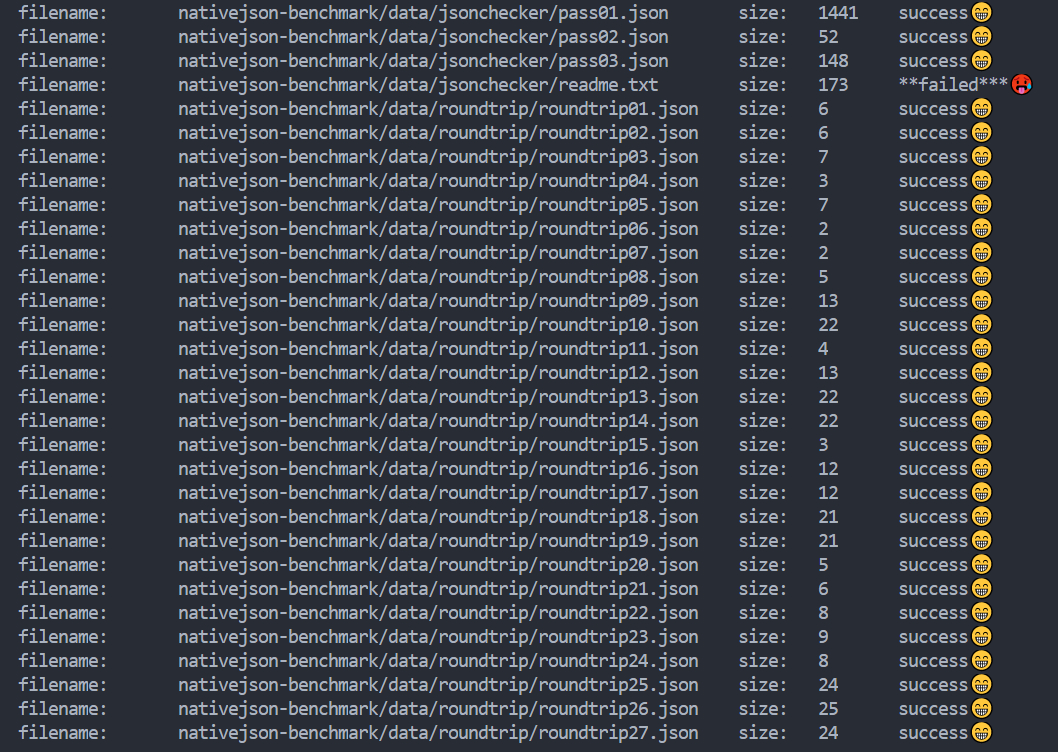 filename: nativejson-benchmark/data/jsonchecker/pass01.json size: 1441 success😁
filename: nativejson-benchmark/data/jsonchecker/pass02.json size: 52 success😁
filename: nativejson-benchmark/data/jsonchecker/pass03.json size: 148 success😁
filename: nativejson-benchmark/data/jsonchecker/readme.txt size: 173 **failed***🥵
filename: nativejson-benchmark/data/roundtrip/roundtrip01.json size: 6 success😁
filename: nativejson-benchmark/data/roundtrip/roundtrip02.json size: 6 success😁
filename: nativejson-benchmark/data/roundtrip/roundtrip03.json size: 7 success😁
filename: nativejson-benchmark/data/roundtrip/roundtrip04.json size: 3 success😁
filename: nativejson-benchmark/data/roundtrip/roundtrip05.json size: 7 success😁
filename: nativejson-benchmark/data/roundtrip/roundtrip06.json size: 2 success😁
filename: nativejson-benchmark/data/roundtrip/roundtrip07.json size: 2 success😁
filename: nativejson-benchmark/data/roundtrip/roundtrip08.json size: 5 success😁
filename: nativejson-benchmark/data/roundtrip/roundtrip09.json size: 13 success😁
filename: nativejson-benchmark/data/roundtrip/roundtrip10.json size: 22 success😁
filename: nativejson-benchmark/data/roundtrip/roundtrip11.json size: 4 success😁
filename: nativejson-benchmark/data/roundtrip/roundtrip12.json size: 13 success😁
filename: nativejson-benchmark/data/roundtrip/roundtrip13.json size: 22 success😁
filename: nativejson-benchmark/data/roundtrip/roundtrip14.json size: 22 success😁
filename: nativejson-benchmark/data/roundtrip/roundtrip15.json size: 3 success😁
filename: nativejson-benchmark/data/roundtrip/roundtrip16.json size: 12 success😁
filename: nativejson-benchmark/data/roundtrip/roundtrip17.json size: 12 success😁
filename: nativejson-benchmark/data/roundtrip/roundtrip18.json size: 21 success😁
filename: nativejson-benchmark/data/roundtrip/roundtrip19.json size: 21 success😁
filename: nativejson-benchmark/data/roundtrip/roundtrip20.json size: 5 success😁
filename: nativejson-benchmark/data/roundtrip/roundtrip21.json size: 6 success😁
filename: nativejson-benchmark/data/roundtrip/roundtrip22.json size: 8 success😁
filename: nativejson-benchmark/data/roundtrip/roundtrip23.json size: 9 success😁
filename: nativejson-benchmark/data/roundtrip/roundtrip24.json size: 8 success😁
filename: nativejson-benchmark/data/roundtrip/roundtrip25.json size: 24 success😁
filename: nativejson-benchmark/data/roundtrip/roundtrip26.json size: 25 success😁
filename: nativejson-benchmark/data/roundtrip/roundtrip27.json size: 24 success😁